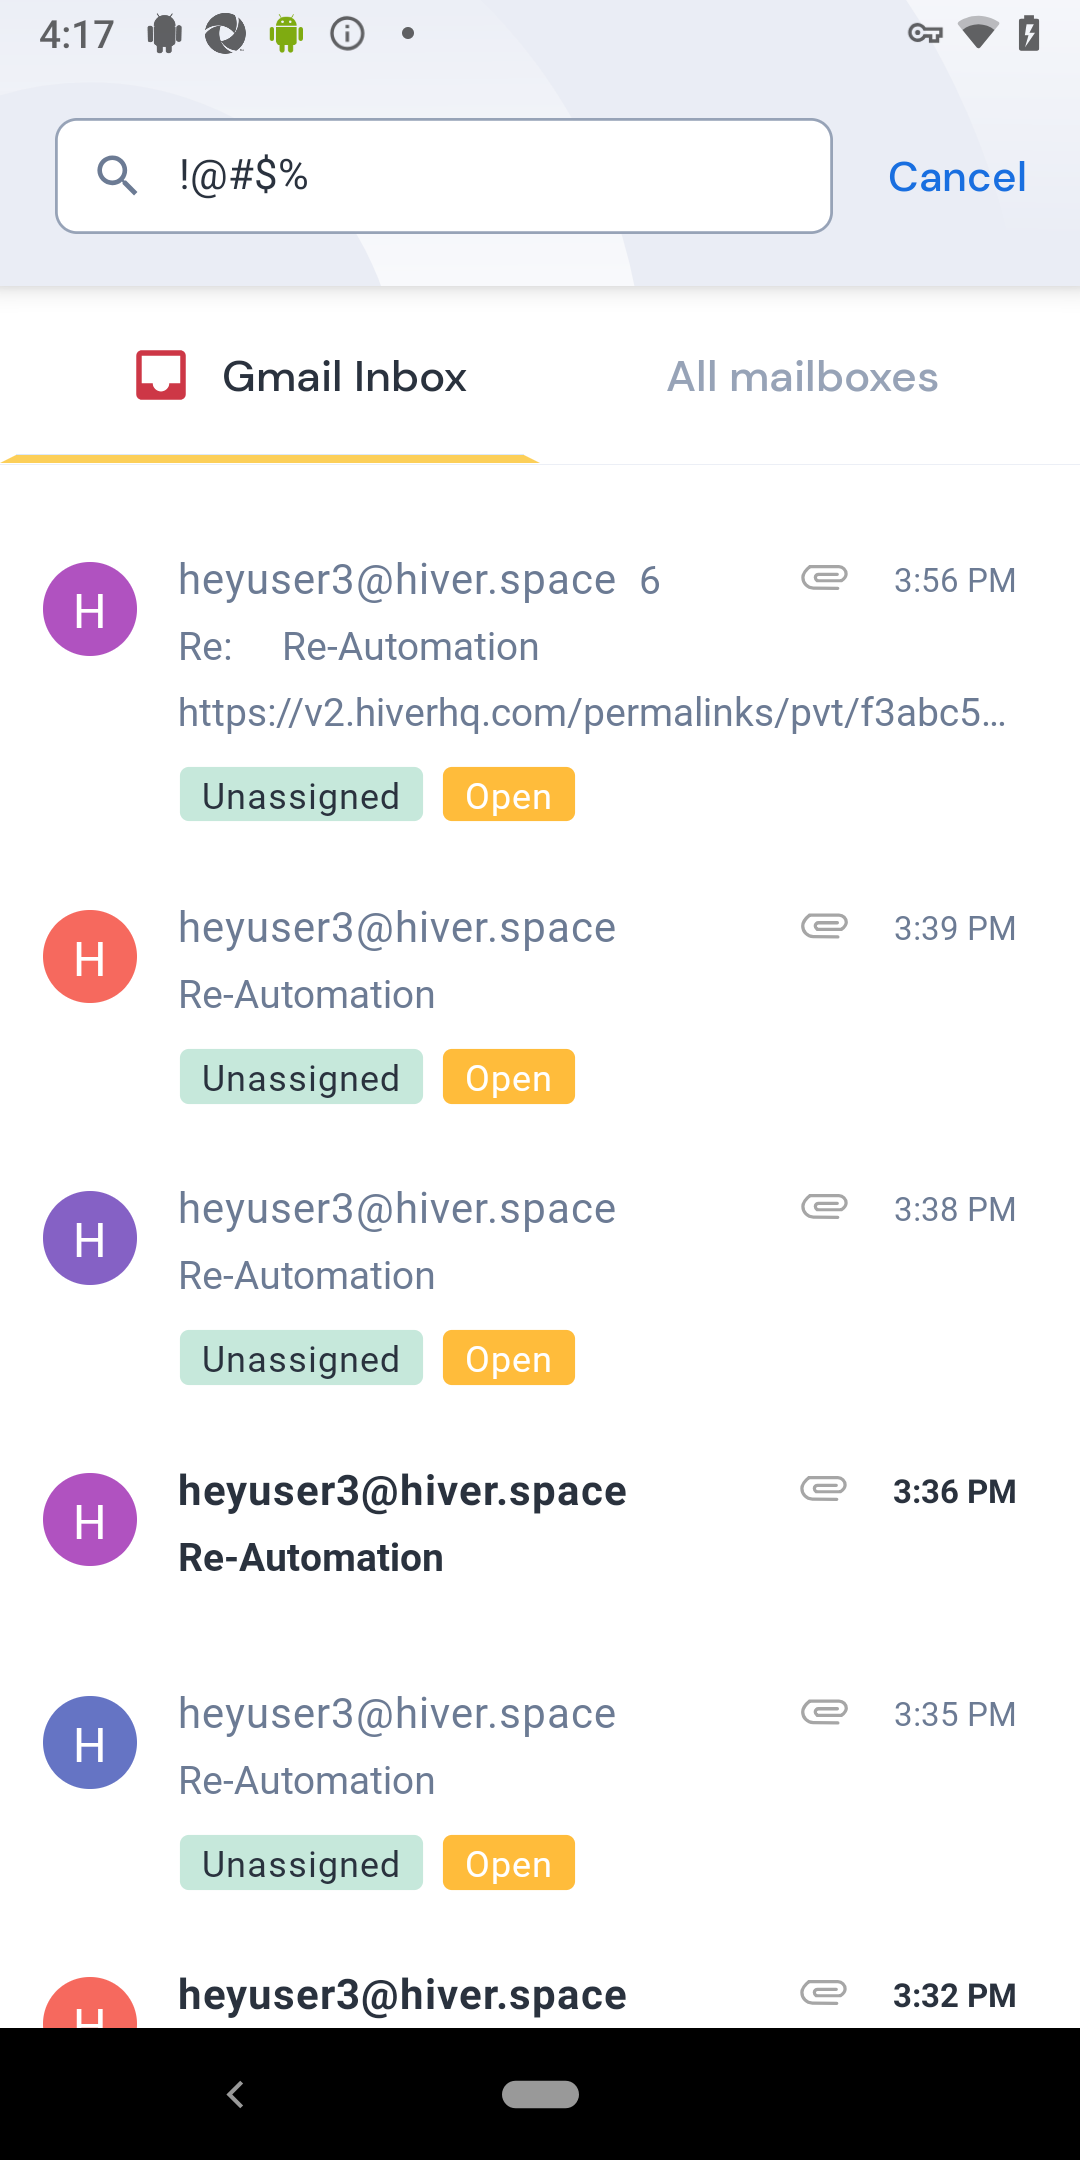 4:17
!@#$%
Cancel
Gmail Inbox
All mailboxes
H
heyuser3@hiver.space 6
3:56 PM
Re: Re-Automation
https://v2.hiverhq.com/permalinks/pvt/f3abc5...
Unassigned Open
H
heyuser3@hiver.space
3:39 PM
Re-Automation
Unassigned Open
H
heyuser3@hiver.space
3:38 PM
Re-Automation
Unassigned Open
H
heyuser3@hiver.space
3:36 PM
Re-Automation
H
heyuser3@hiver.space
3:35 PM
Re-Automation
Unassigned Open
H
heyuser3@hiver.space
3:32 PM